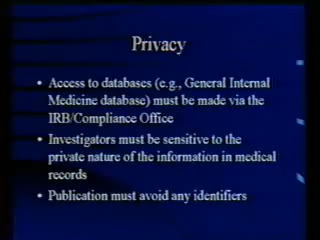 Privacy
• Access to databases (e.g., General Internal
Medicine database) must be made via the
IRB/Compliance Office
• Investigators must be sensitive to the
private nature of the information in medical
records
• Publication must avoid any identifiers